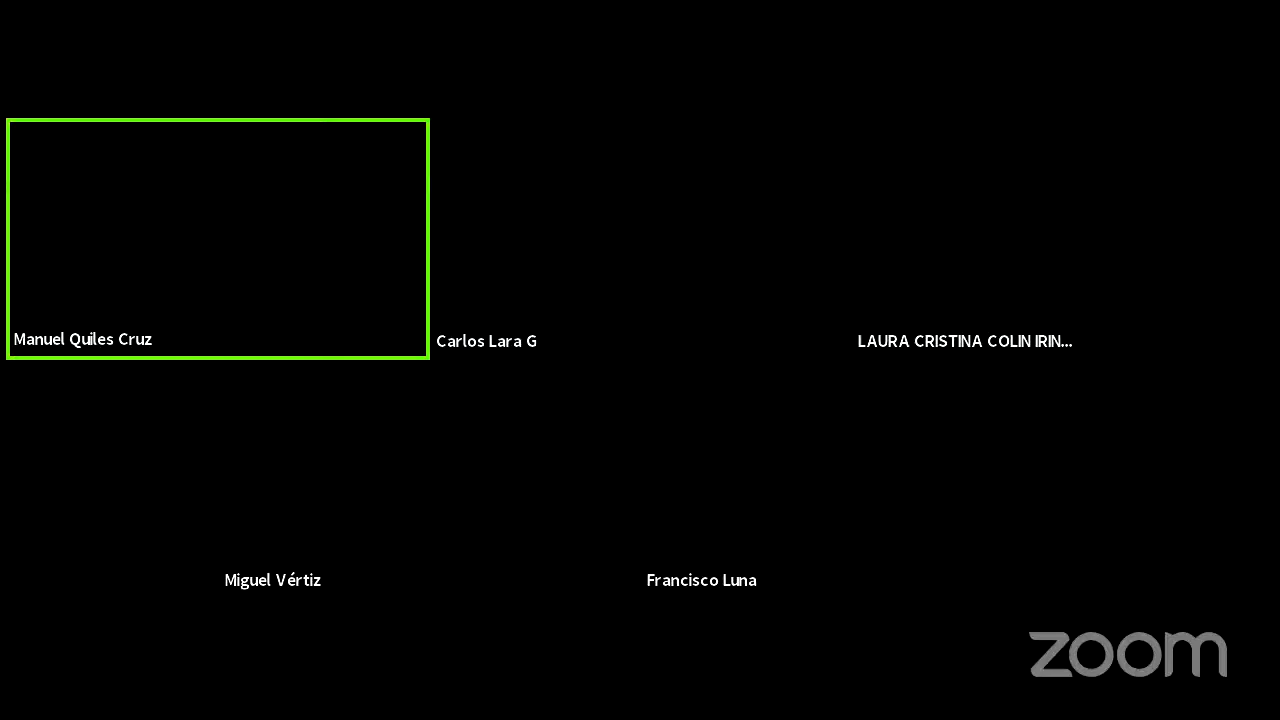 Manuel Quiles Cruz
Carlos Lara G
LAURA CRISTINA COLIN IRIN...
Miguel Vértiz
Francisco Luna
zoom